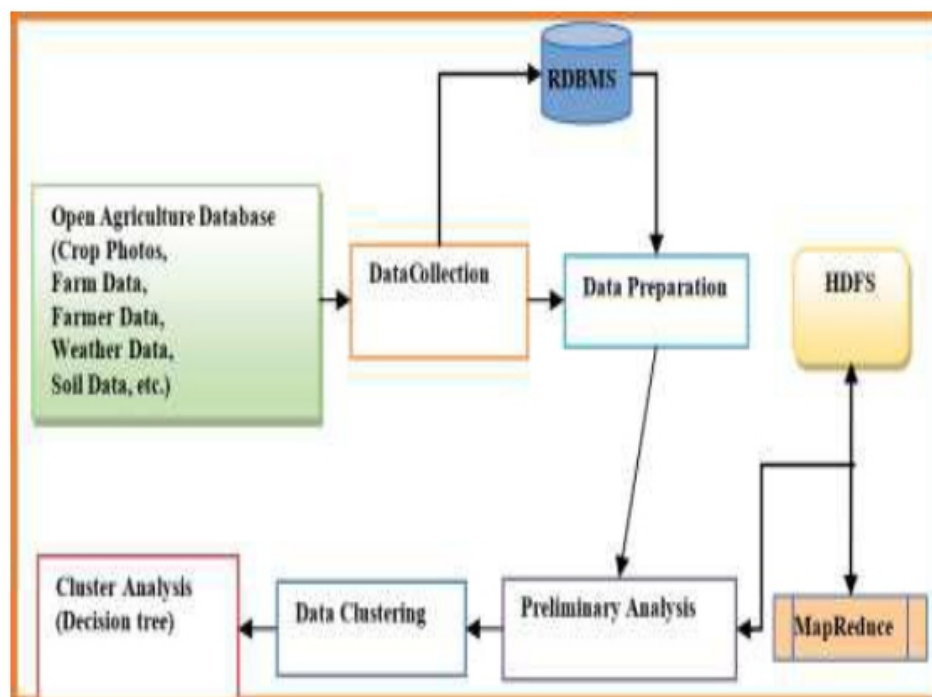 RDBMS
Open Agriculture Database
(Crop Photos,
Farm Data,
Farmer Data,
Weather Data,
Soil Data, etc.)
DataCollection
Data Preparation
HDFS
Cluster Analysis
(Decision tree)
Data Clustering
Preliminary Analysis
MapReduce